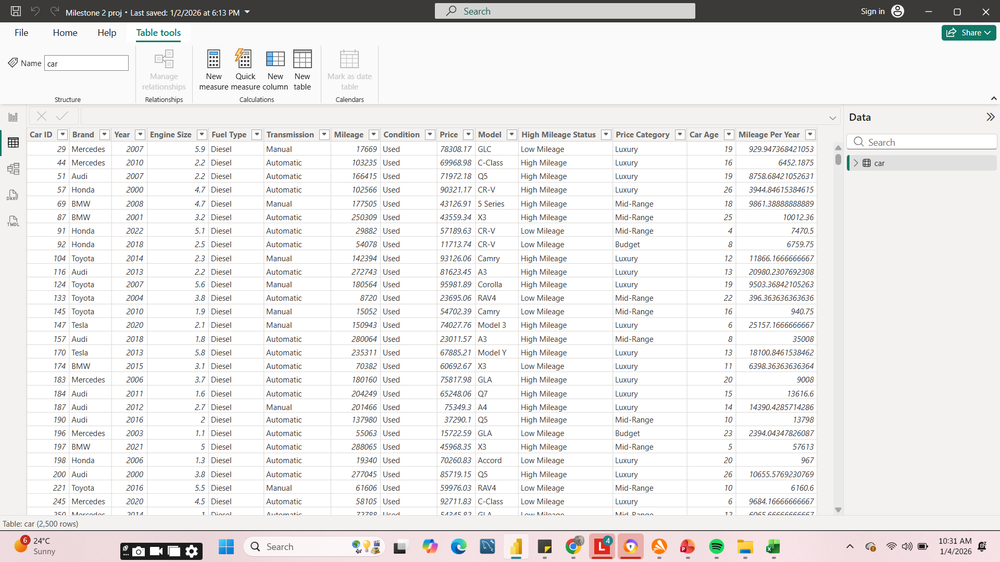 Milestone 2 proj • Last saved: 1/2/2026 at 6:13 PM
Search
Sign in
File Home Help Table tools
Share
Name car
Manage relationships
New measure
Quick measure
New column
New table
Mark as date table
Structure
Relationships
Calculations
Calendars
Data
Search
car
Car ID Brand Year Engine Size Fuel Type Transmission Mileage Condition Price Model High Mileage Status Price Category Car Age Mileage Per Year
29 Mercedes 2007 5.9 Diesel Manual 17669 Used 78308.17 GLC Low Mileage Luxury 19 929.947368421053
44 Mercedes 2010 2.2 Diesel Automatic 103235 Used 69968.98 C-Class High Mileage Luxury 16 6452.1875
51 Audi 2007 2.2 Diesel Automatic 166415 Used 71972.18 Q5 High Mileage Luxury 19 8758.68421052631
57 Honda 2000 4.7 Diesel Automatic 102566 Used 90321.17 CR-V High Mileage Luxury 26 3944.84615384615
69 BMW 2008 4.7 Diesel Manual 177505 Used 43126.91 5 Series High Mileage Mid-Range 18 9861.38888888889
87 BMW 2001 3.2 Diesel Automatic 250309 Used 43559.34 X3 High Mileage Mid-Range 25 10012.36
91 Honda 2022 5.1 Diesel Automatic 29882 Used 57189.63 CR-V Low Mileage Mid-Range 4 7470.5
92 Honda 2018 2.5 Diesel Automatic 54078 Used 11713.74 CR-V Low Mileage Budget 8 6759.75
104 Toyota 2014 2.3 Diesel Manual 142394 Used 93126.06 Camry High Mileage Luxury 12 11866.1666666667
116 Audi 2013 2.2 Diesel Automatic 272743 Used 81623.45 A3 High Mileage Luxury 13 20980.2307692308
124 Toyota 2007 5.6 Diesel Manual 180564 Used 95981.89 Corolla High Mileage Luxury 19 9503.36842105263
133 Toyota 2004 3.8 Diesel Automatic 8720 Used 23695.06 RAV4 Low Mileage Mid-Range 22 396.363636363636
145 Toyota 2010 1.9 Diesel Manual 15052 Used 54702.39 Camry Low Mileage Mid-Range 16 940.75
147 Tesla 2020 2.1 Diesel Manual 150943 Used 74027.76 Model 3 High Mileage Luxury 6 25157.1666666667
157 Audi 2018 1.8 Diesel Automatic 280064 Used 23011.57 A3 High Mileage Mid-Range 8 35008
170 Tesla 2013 5.8 Diesel Automatic 235311 Used 67885.21 Model Y High Mileage Luxury 13 18100.8461538462
174 BMW 2015 3.1 Diesel Automatic 70382 Used 60692.67 X3 Low Mileage Luxury 11 6398.36363636364
183 Mercedes 2006 3.7 Diesel Automatic 180160 Used 75817.98 GLA High Mileage Luxury 20 9008
184 Audi 2011 1.6 Diesel Automatic 204249 Used 65248.06 Q7 High Mileage Luxury 15 13616.6
187 Audi 2012 2.7 Diesel Manual 201466 Used 75349.3 A4 High Mileage Luxury 14 14390.4285714286
190 Audi 2016 2 Diesel Automatic 137980 Used 37290.1 Q5 High Mileage Mid-Range 10 13798
196 Mercedes 2003 1.1 Diesel Automatic 55063 Used 15722.59 GLA Low Mileage Budget 23 2394.04347826087
197 BMW 2021 5 Diesel Automatic 288065 Used 45968.35 X3 High Mileage Mid-Range 5 57613
198 Honda 2006 1.3 Diesel Automatic 19340 Used 70260.83 Accord Low Mileage Luxury 20 967
200 Audi 2000 3.8 Diesel Automatic 277045 Used 85719.15 Q5 High Mileage Luxury 26 10655.5769230769
221 Toyota 2016 5.5 Diesel Manual 61606 Used 59976.03 RAV4 Low Mileage Mid-Range 10 6160.6
245 Mercedes 2020 4.5 Diesel Automatic 58105 Used 92711.83 C-Class Low Mileage Luxury 6 9684.16666666667
250 Mercedes 2014 1 Diesel Automatic 72788 Used 54345.82 GLA Low Mileage Mid-Range 12 6065.66666666667
DAX
TMDL
Table: car (2,500 rows)
6
24°C
Sunny
Search
L
4
P
X
10:31 AM
1/4/2026